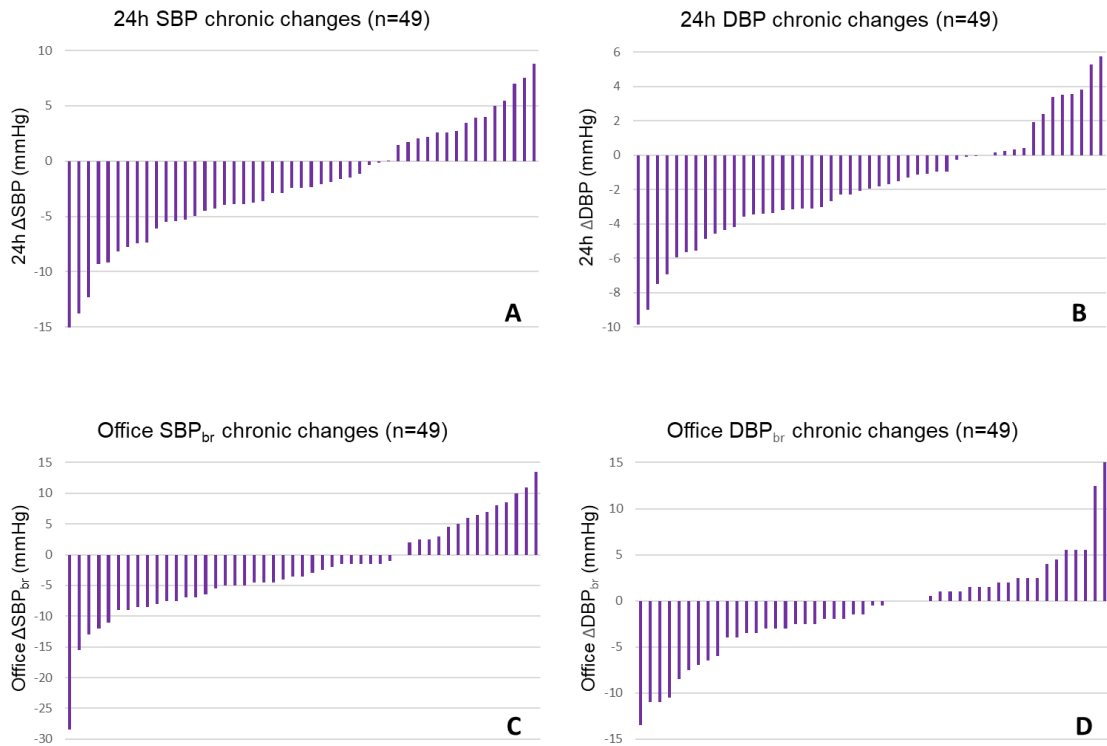 24h SBP chronic changes (n=49)
24h ΔSBP (mmHg)
10
5
0
-5
-10
-15
A
24h DBP chronic changes (n=49)
24h ΔDBP (mmHg)
6
4
2
0
-2
-4
-6
-8
-10
B
Office SBPbr chronic changes (n=49)
Office ΔSBPbr (mmHg)
15
10
5
0
-5
-10
-15
-20
-25
-30
C
Office DBPbr chronic changes (n=49)
Office ΔDBPbr (mmHg)
15
10
5
0
-5
-10
-15
D